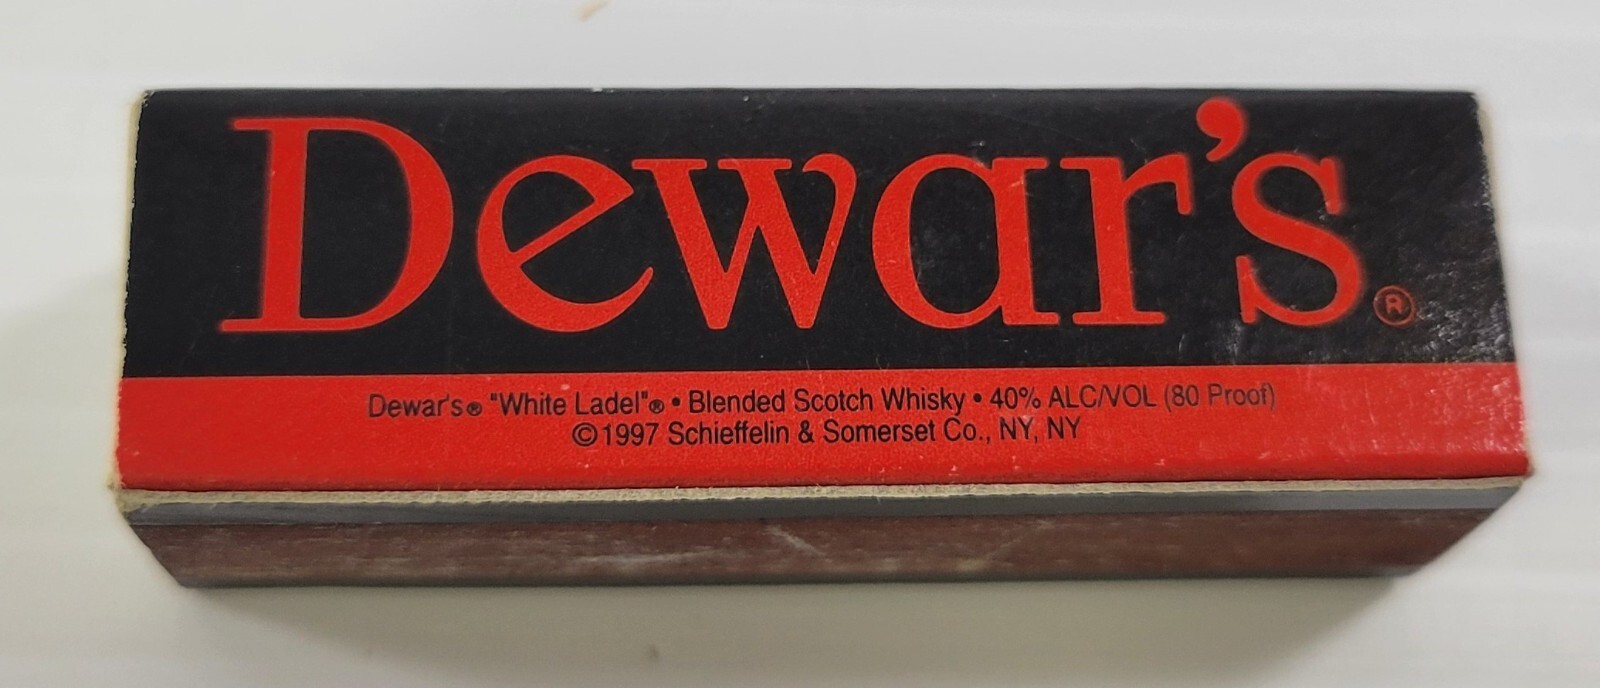 Dewar's®
Dewar's® "White Ladel"® • Blended Scotch Whisky • 40% ALC/VOL (80 Proof)
©1997 Schieffelin & Somerset Co., NY, NY